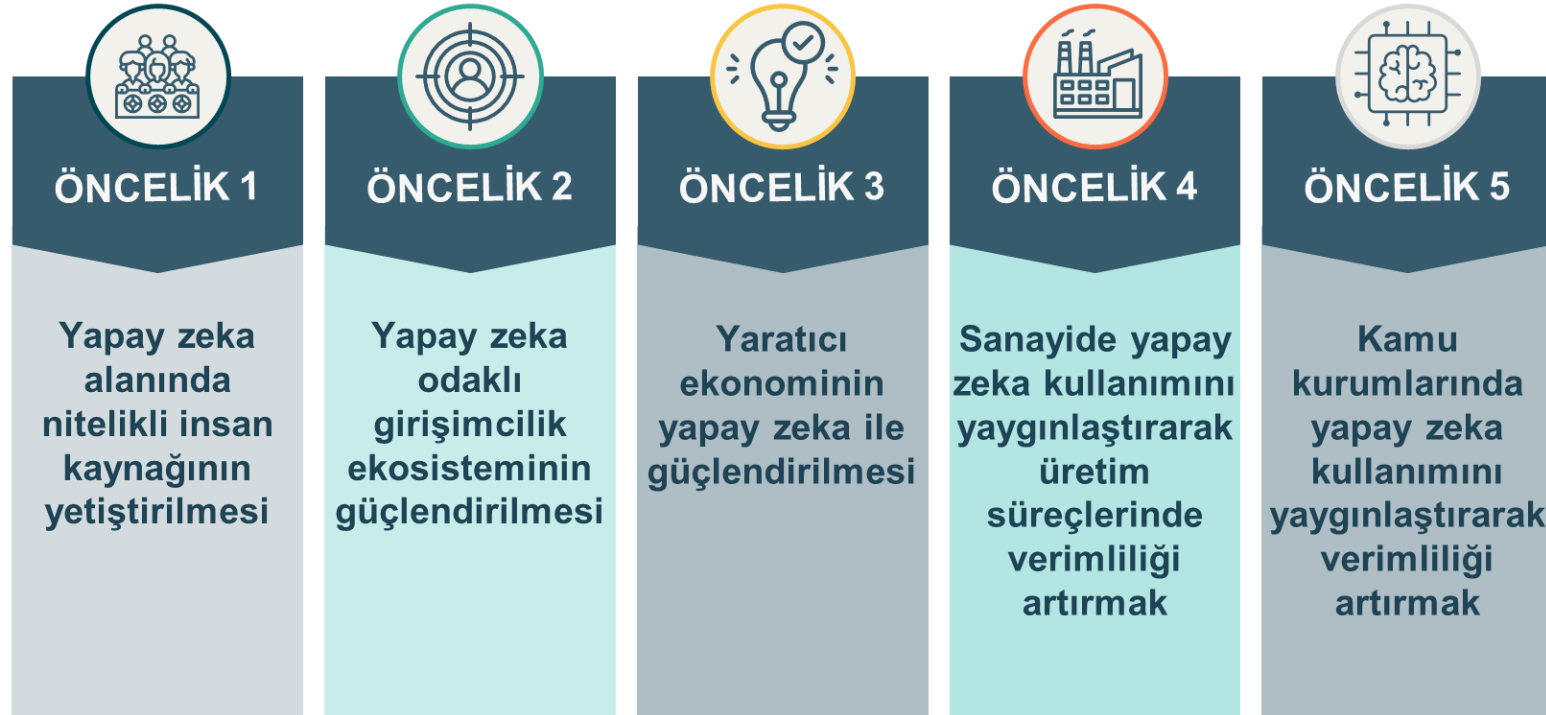 ÖNCELİK 1
Yapay zeka
alanında
nitelikli insan
kaynağının
yetiştirilmesi
ÖNCELİK 2
Yapay zeka
odaklı
girişimcilik
ekosisteminin
güçlendirilmesi
ÖNCELİK 3
Yaratıcı
ekonominin
yapay zeka ile
güçlendirilmesi
ÖNCELİK 4
Sanayide yapay
zeka kullanımını
yaygınlaştırarak
üretim
süreçlerinde
verimliliği
artırmak
ÖNCELİK 5
Kamu
kurumlarında
yapay zeka
kullanımını
yaygınlaştırarak
verimliliği
artırmak